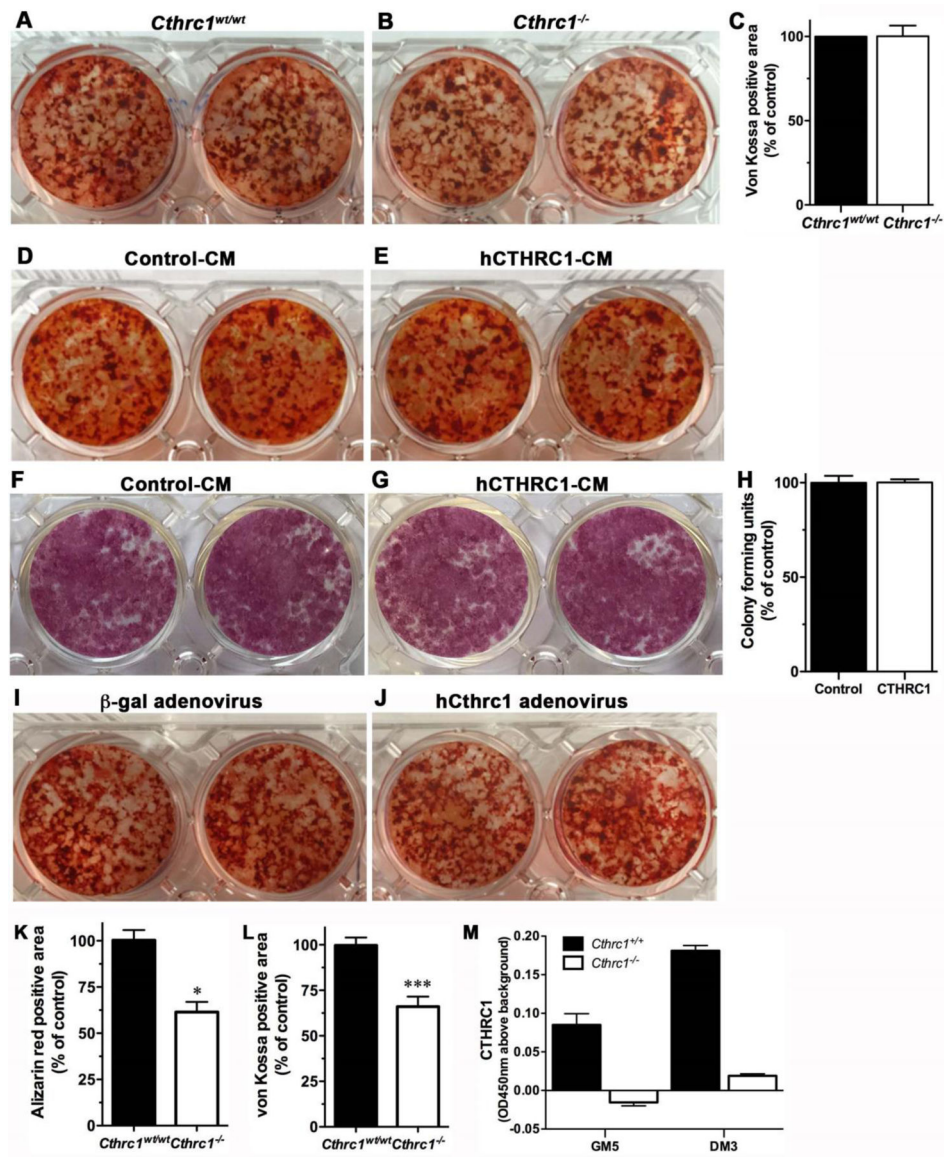 A
Cthrc1wt/wt
B
Cthrc1-/-
C
Von Kossa positive area
(% of control)
100
50
0
Cthrc1wt/wt Cthrc1-/-
D
Control-CM
E
hCTHRC1-CM
F
Control-CM
G
hCTHRC1-CM
H
Colony forming units
(% of control)
100
50
0
Control CTHRC1
I
β-gal adenovirus
J
hCthrc1 adenovirus
K
Alizarin red positive area
(% of control)
100
75
50
25
0
*
Cthrc1wt/wt Cthrc1-/-
L
von Kossa positive area
(% of control)
100
75
50
25
0
***
Cthrc1wt/wt Cthrc1-/-
M
CTHRC1
(OD450nm above background)
0.20
0.15
0.10
0.05
0.00
-0.05
Cthrc1+/+
Cthrc1-/-
GM5 DM3